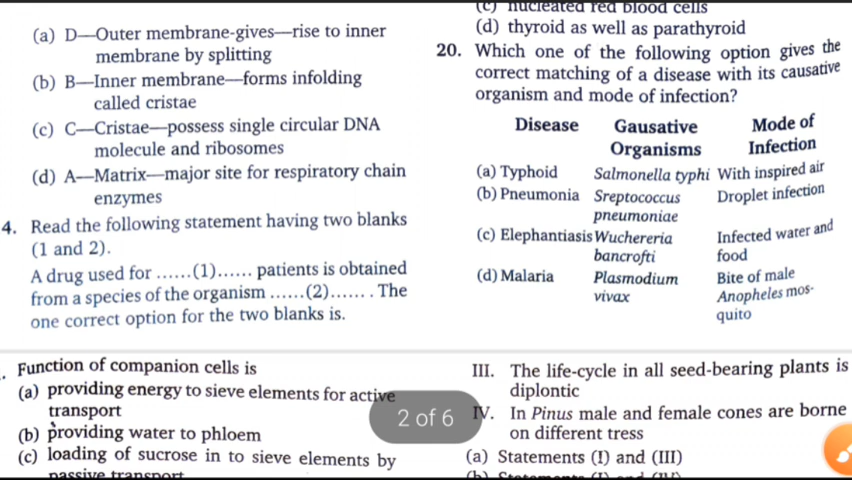 (a) D—Outer membrane-gives—rise to inner
membrane by splitting
(b) B—Inner membrane—forms infolding
called cristae
(c) C—Cristae—possess single circular DNA
molecule and ribosomes
(d) A—Matrix—major site for respiratory chain
enzymes
4. Read the following statement having two blanks
(1 and 2).
A drug used for ......(1)...... patients is obtained
from a species of the organism ......(2)...... . The
one correct option for the two blanks is.
(c) nucleated red blood cells
(d) thyroid as well as parathyroid
20. Which one of the following option gives the
correct matching of a disease with its causative
organism and mode of infection?
Disease Gausative Mode of
Organisms Infection
(a) Typhoid Salmonella typhi With inspired air
(b) Pneumonia Sreptococcus Droplet infection
pneumoniae
(c) Elephantiasis Wuchereria Infected water and
bancrofti food
(d) Malaria Plasmodium Bite of male
vivax Anopheles mos-
quito
. Function of companion cells is
(a) providing energy to sieve elements for active
transport
(b) providing water to phloem
(c) loading of sucrose in to sieve elements by
passive transport
2 of 6
III. The life-cycle in all seed-bearing plants is
diplontic
IV. In Pinus male and female cones are borne
on different tress
(a) Statements (I) and (III)